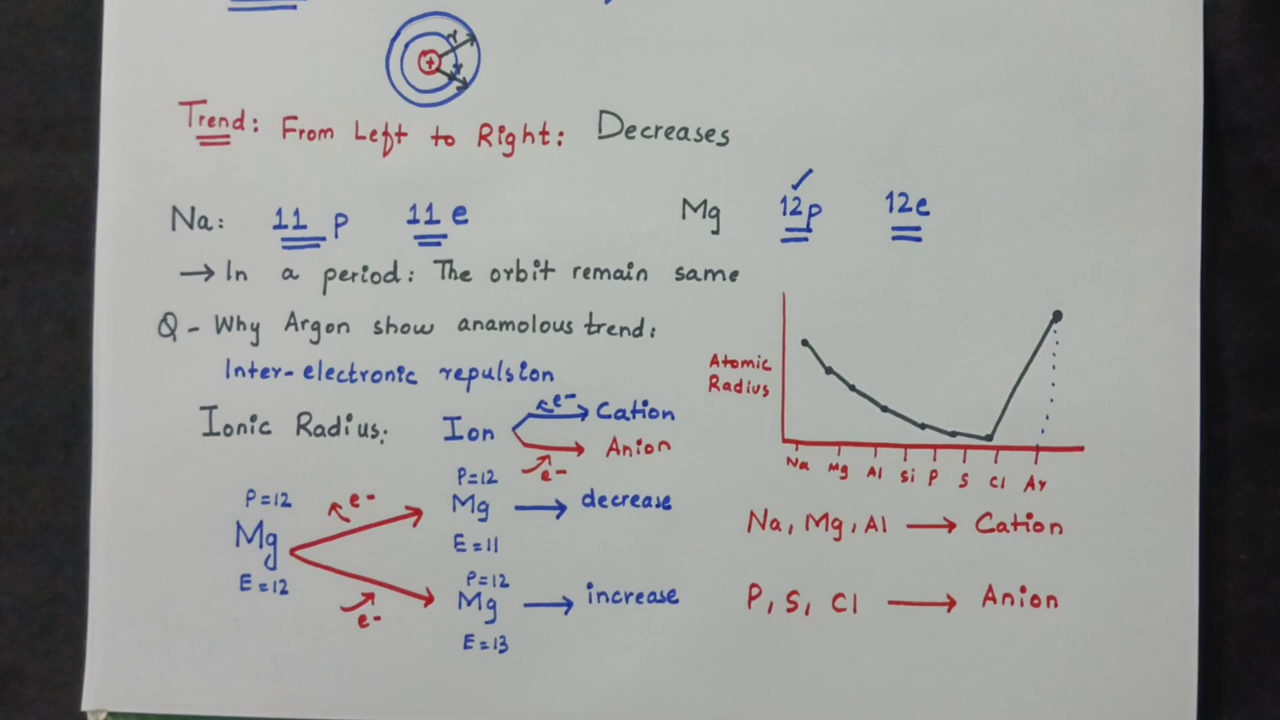 r
r
Trend: From Left to Right: Decreases
Na: 11 p 11 e Mg 12p 12e
→ In a period: The orbit remain same
Q - Why Argon show anamolous trend:
Inter-electronic repulsion
Atomic
Radius
Na Mg Al Si P S Cl Ar
Ionic Radius: Ion
e- Cation
Anion
e-
P=12
Mg
E=12
e-
P=12
Mg → decrease
E=11
e-
P=12
Mg → increase
E=13
Na, Mg, Al → Cation
P, S, Cl → Anion